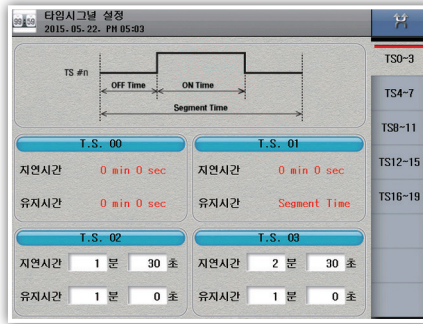 99 59
타임시그널 설정
2015.05.22. PM 05:03
TS #n
OFF Time
ON Time
Segment Time
T.S. 00
지연시간 0 min 0 sec
유지시간 0 min 0 sec
T.S. 01
지연시간 0 min 0 sec
유지시간 Segment Time
T.S. 02
지연시간 1 분 30 초
유지시간 1 분 0 초
T.S. 03
지연시간 2 분 30 초
유지시간 1 분 0 초
TS0~3
TS4~7
TS8~11
TS12~15
TS16~19